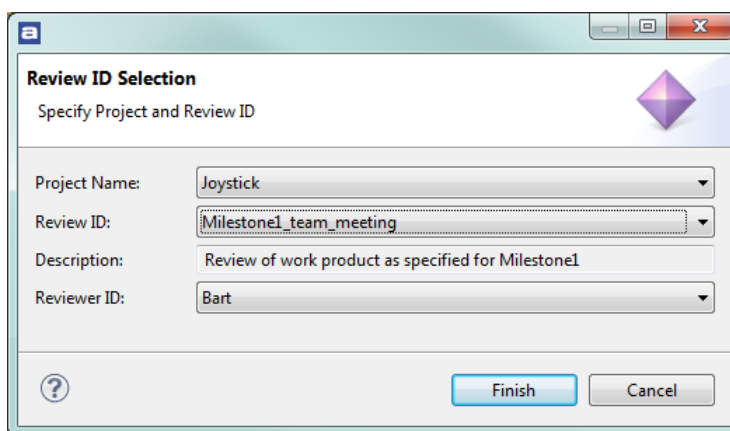 a
Review ID Selection
Specify Project and Review ID
Project Name: Joystick
Review ID: Milestone1_team_meeting
Description: Review of work product as specified for Milestone1
Reviewer ID: Bart
?
Finish Cancel